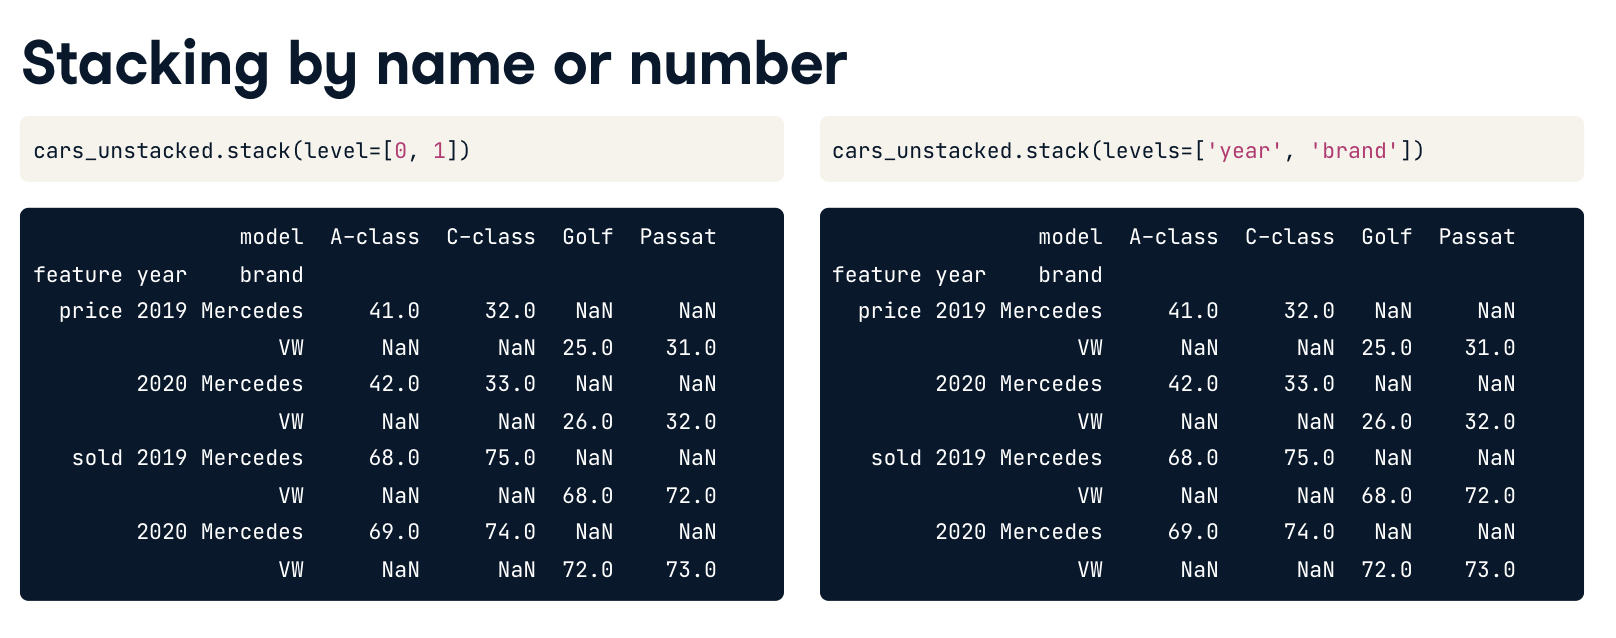 Stacking by name or number
cars_unstacked.stack(level=[0, 1])
model A-class C-class Golf Passat
feature year brand
price 2019 Mercedes 41.0 32.0 NaN NaN
VW NaN NaN 25.0 31.0
2020 Mercedes 42.0 33.0 NaN NaN
VW NaN NaN 26.0 32.0
sold 2019 Mercedes 68.0 75.0 NaN NaN
VW NaN NaN 68.0 72.0
2020 Mercedes 69.0 74.0 NaN NaN
VW NaN NaN 72.0 73.0
cars_unstacked.stack(levels=['year', 'brand'])
model A-class C-class Golf Passat
feature year brand
price 2019 Mercedes 41.0 32.0 NaN NaN
VW NaN NaN 25.0 31.0
2020 Mercedes 42.0 33.0 NaN NaN
VW NaN NaN 26.0 32.0
sold 2019 Mercedes 68.0 75.0 NaN NaN
VW NaN NaN 68.0 72.0
2020 Mercedes 69.0 74.0 NaN NaN
VW NaN NaN 72.0 73.0